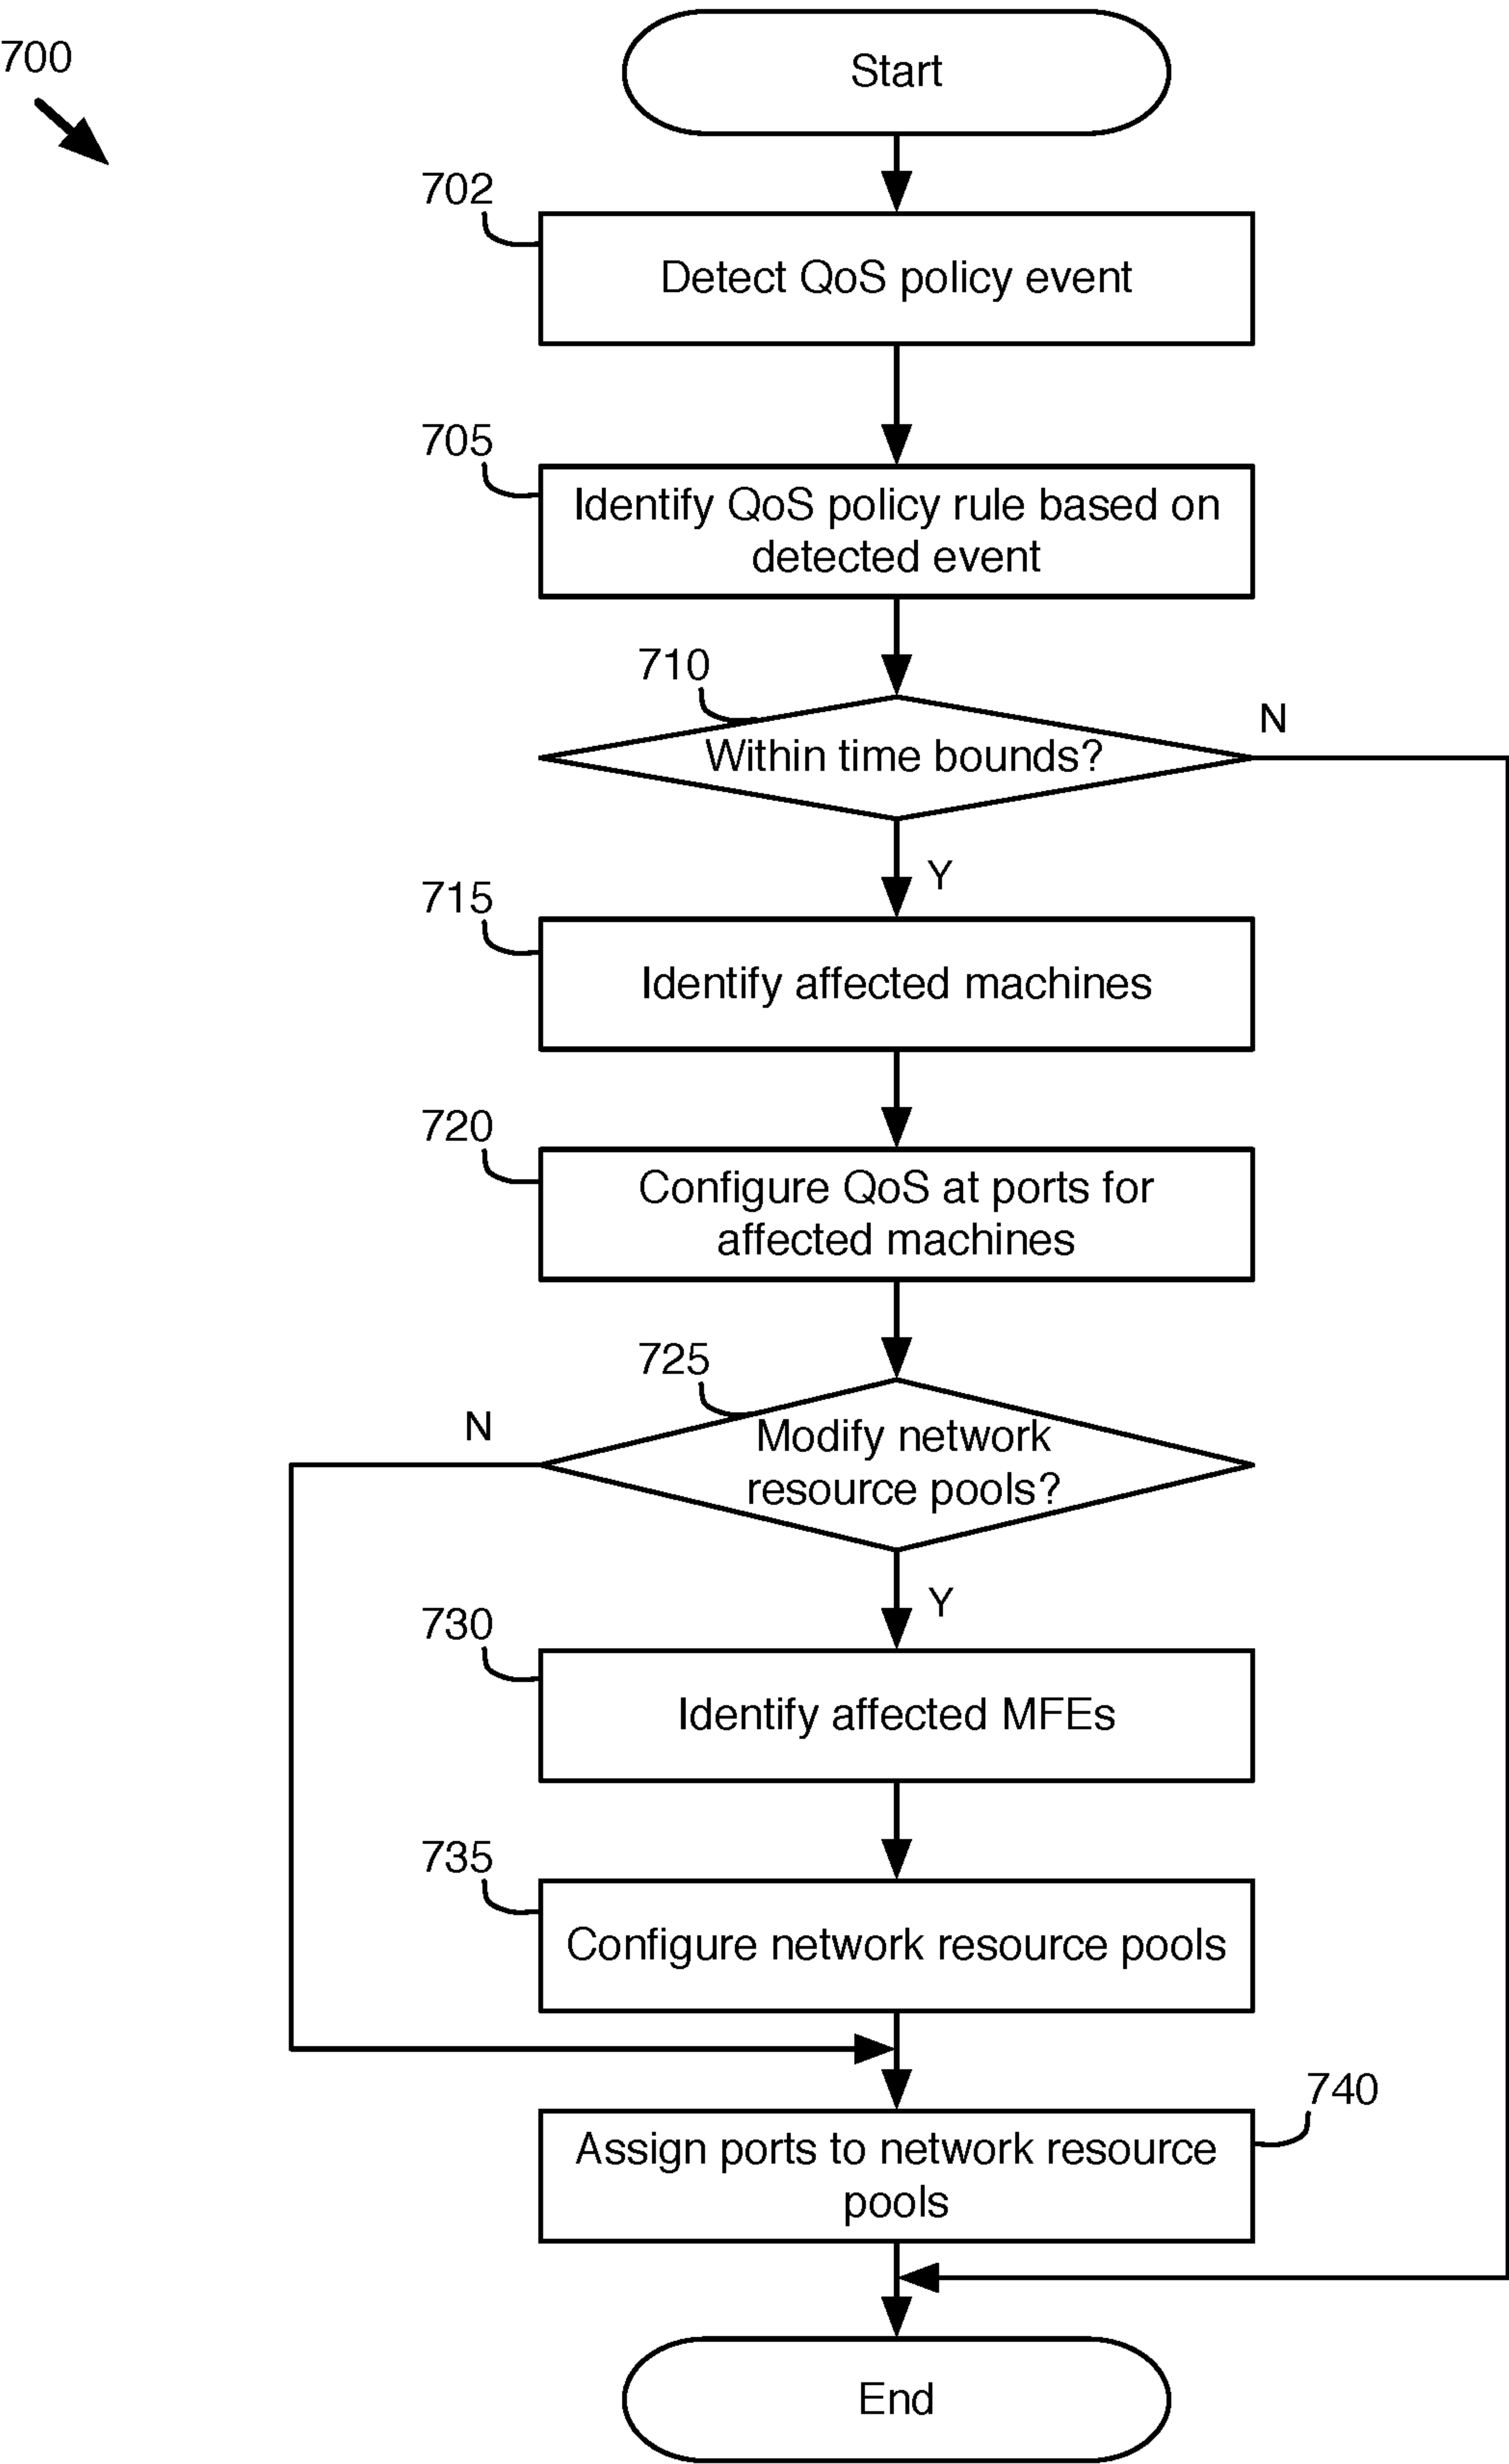 700
Start
702
Detect QoS policy event
705
Identify QoS policy rule based on
detected event
710
N
Within time bounds?
Y
715
Identify affected machines
720
Configure QoS at ports for
affected machines
725
N
Modify network
resource pools?
Y
730
Identify affected MFEs
735
Configure network resource pools
740
Assign ports to network resource
pools
End